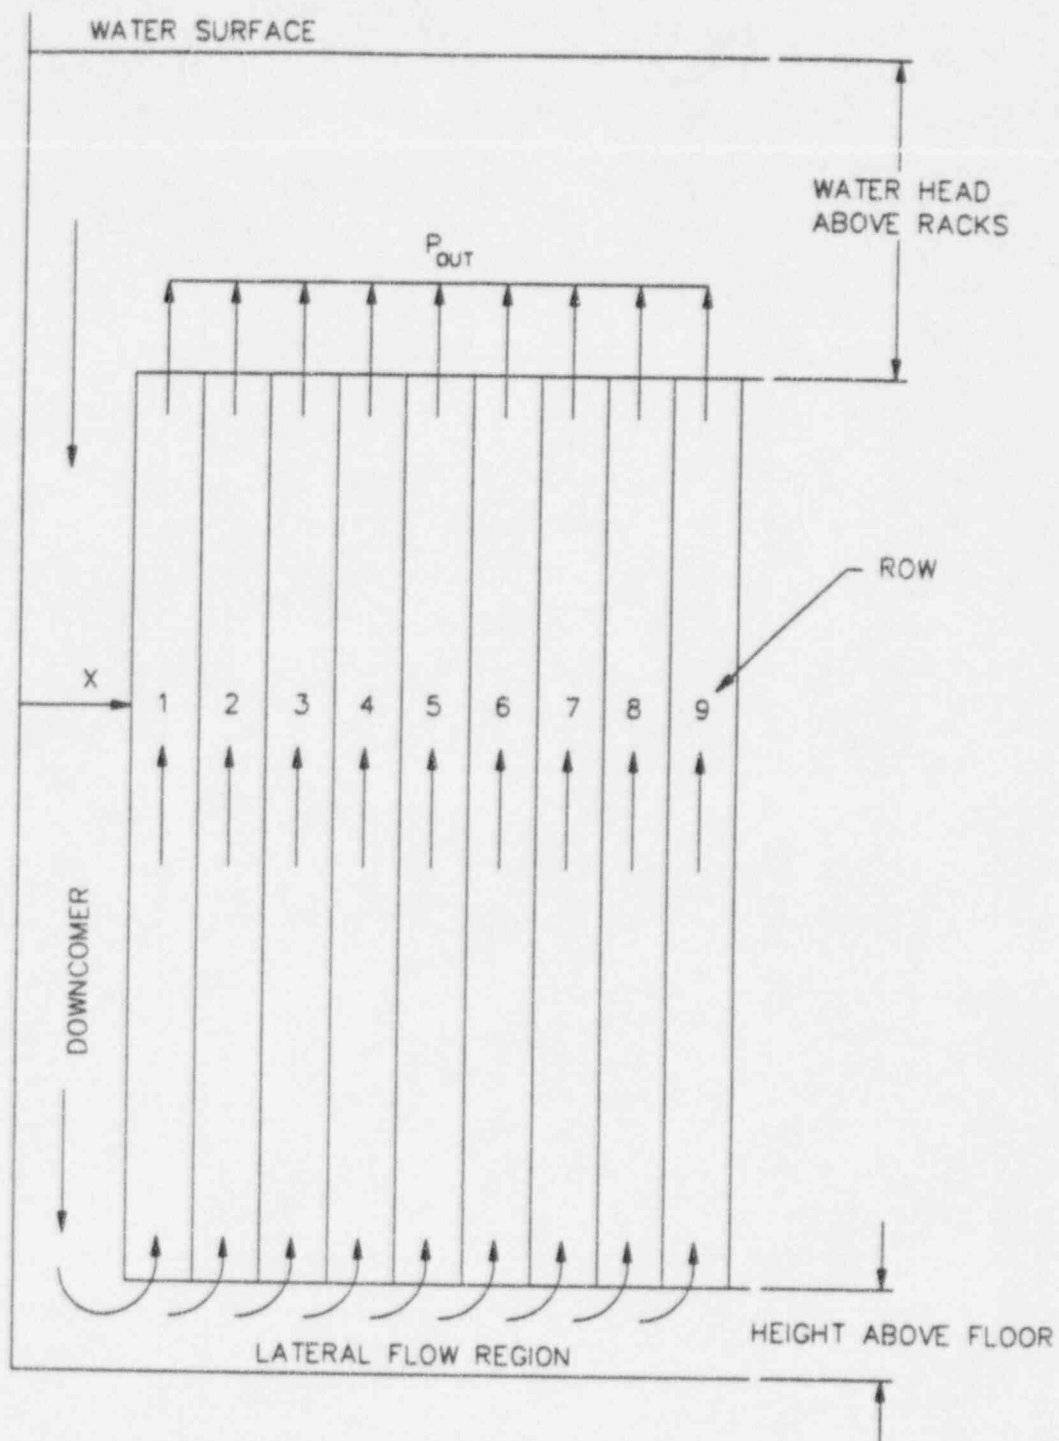 WATER SURFACE
WATER HEAD
ABOVE RACKS
POUT
ROW
X
1 2 3 4 5 6 7 8 9
DOWNCOMER
HEIGHT ABOVE FLOOR
LATERAL FLOW REGION